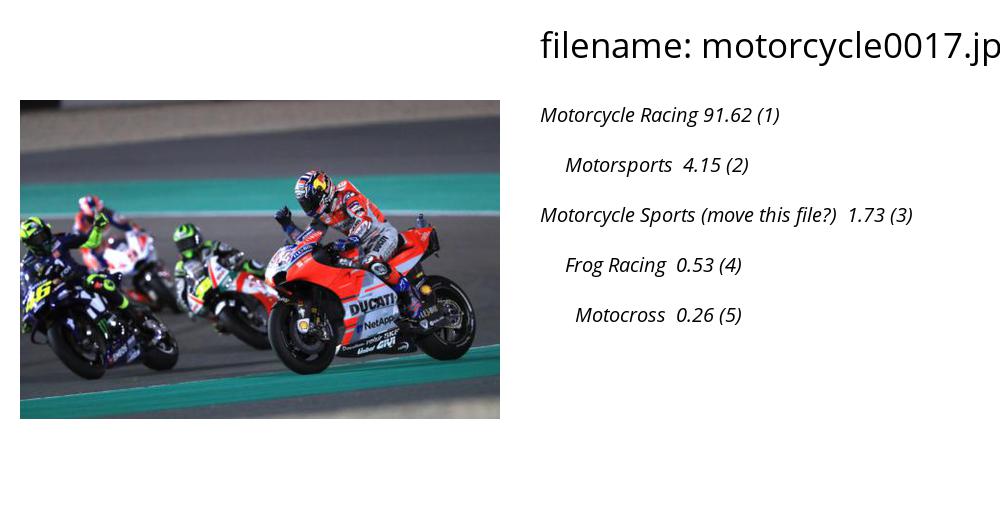 filename: motorcycle0017.jp
Motorcycle Racing 91.62 (1)
Motorsports 4.15 (2)
Motorcycle Sports (move this file?) 1.73 (3)
Frog Racing 0.53 (4)
Motocross 0.26 (5)
46
DUCATI
NetApp